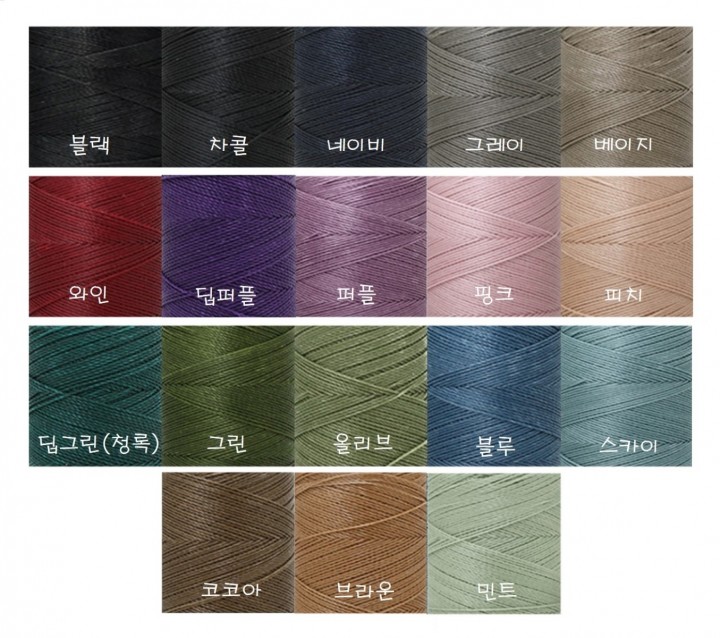 블랙 차콜 네이비 그레이 베이지
와인 딥퍼플 퍼플 핑크 피치
딥그린(청록) 그린 올리브 블루 스카이
코코아 브라운 민트